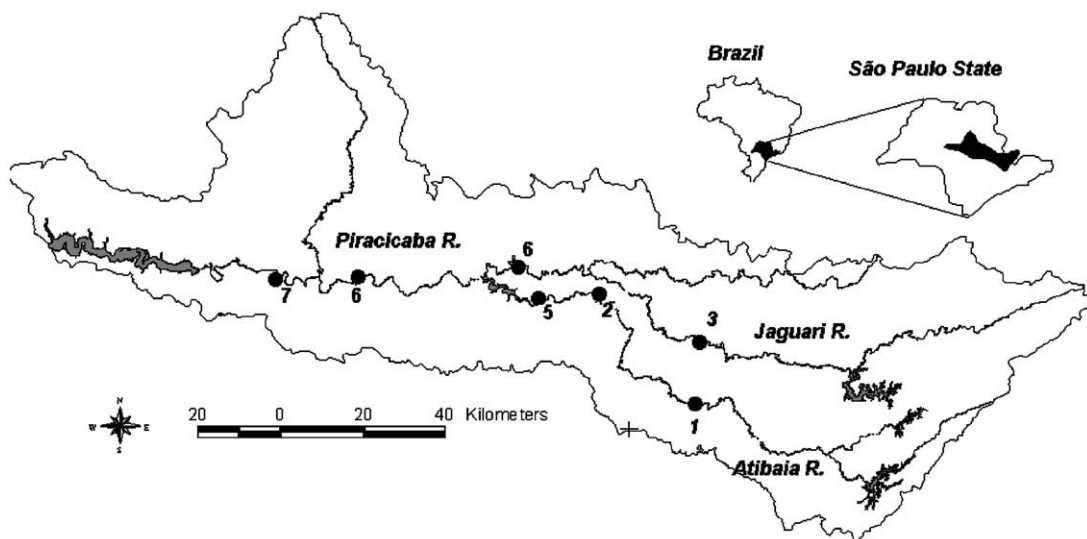 Brazil
São Paulo State
Piracicaba R.
6
7
6
5
2
3
Jaguari R.
1
Atibaia R.
N
W E
S
20 0 20 40 Kilometers